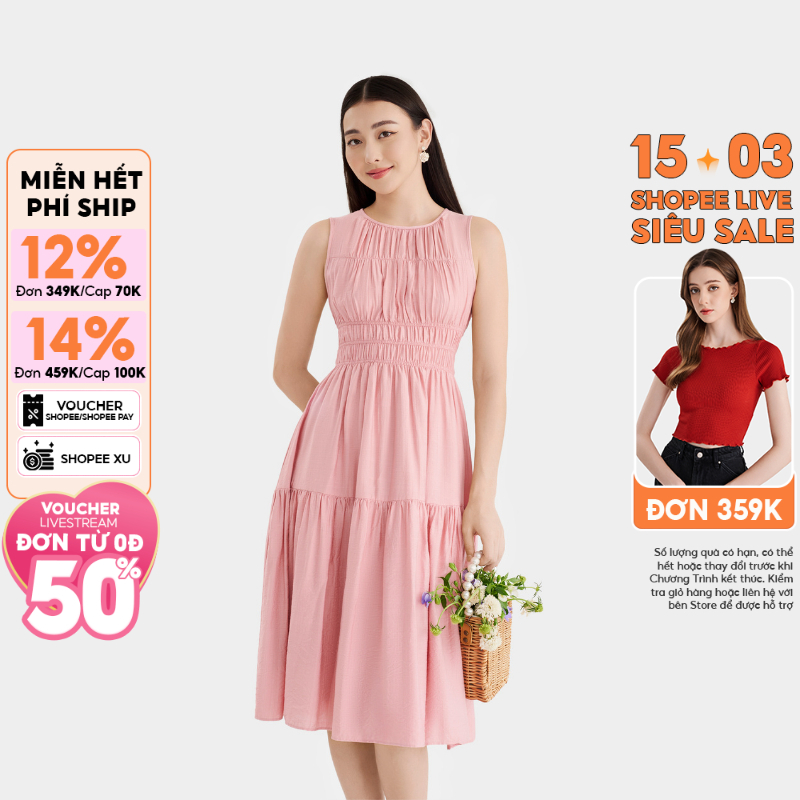 MIỄN HẾT
PHÍ SHIP
12%
Đơn 349K/Cap 70K
14%
Đơn 459K/Cap 100K
VOUCHER
SHOPEE/SHOPEE PAY
SHOPEE XU
VOUCHER
LIVESTREAM
ĐƠN TỪ 0Đ
50%
15 03
SHOPEE LIVE
SIÊU SALE
ĐƠN 359K
Số lượng quà có hạn, có thể
hết hoặc thay đổi trước khi
Chương Trình kết thúc. Kiểm
tra giỏ hàng hoặc liên hệ với
bên Store để được hỗ trợ